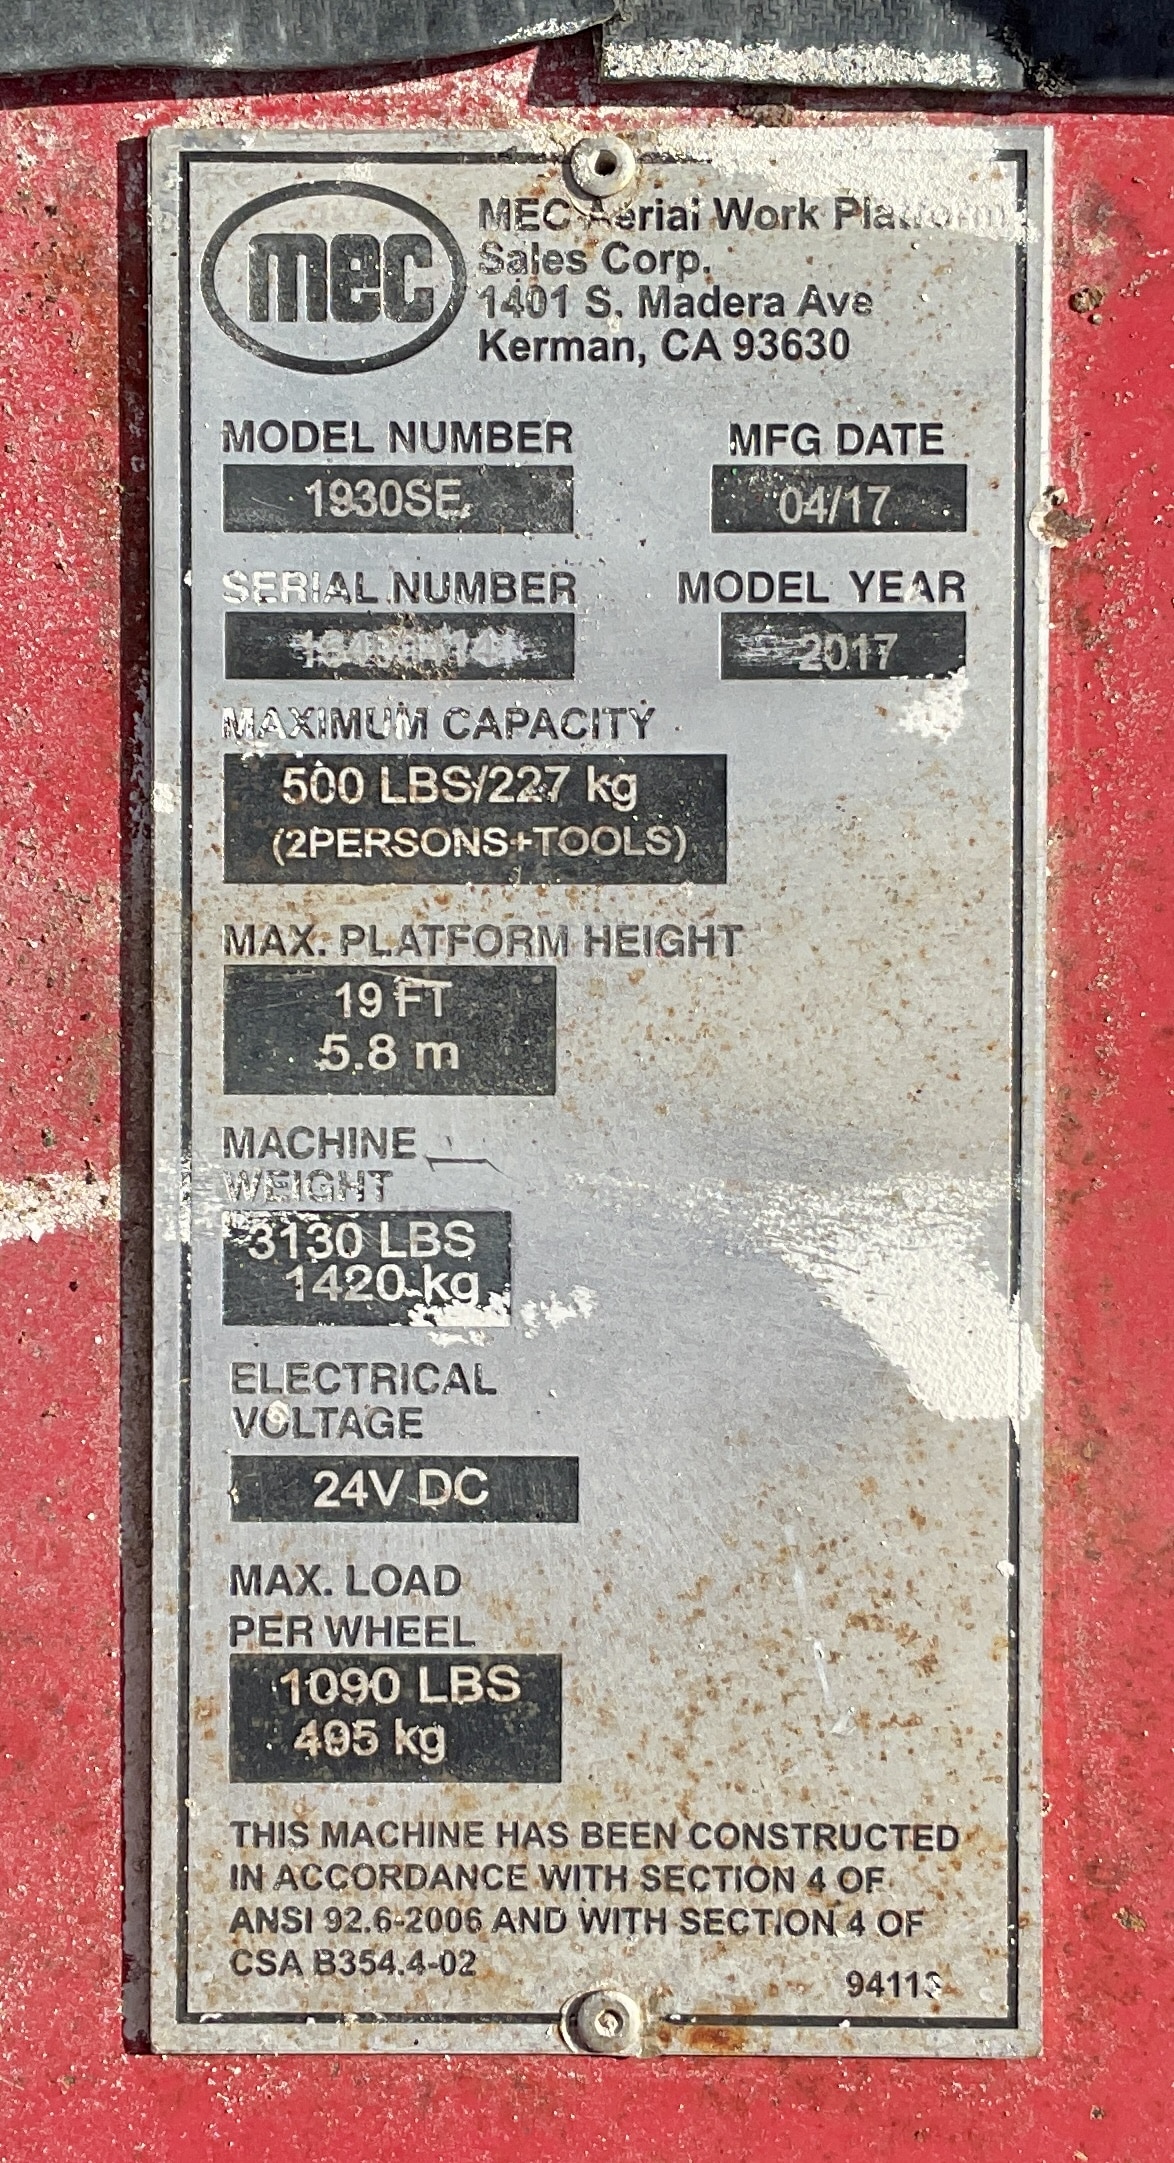 mec
MEC Aerial Work Platform
Sales Corp.
1401 S. Madera Ave
Kerman, CA 93630
MODEL NUMBER
1930SE
MFG DATE
04/17
SERIAL NUMBER
MODEL YEAR
2017
MAXIMUM CAPACITY
500 LBS/227 kg
(2PERSONS+TOOLS)
MAX. PLATFORM HEIGHT
19 FT
5.8 m
MACHINE
WEIGHT
3130 LBS
1420 kg
ELECTRICAL
VOLTAGE
24V DC
MAX. LOAD
PER WHEEL
1090 LBS
495 kg
THIS MACHINE HAS BEEN CONSTRUCTED
IN ACCORDANCE WITH SECTION 4 OF
ANSI 92.6-2006 AND WITH SECTION 4 OF
CSA B354.4-02